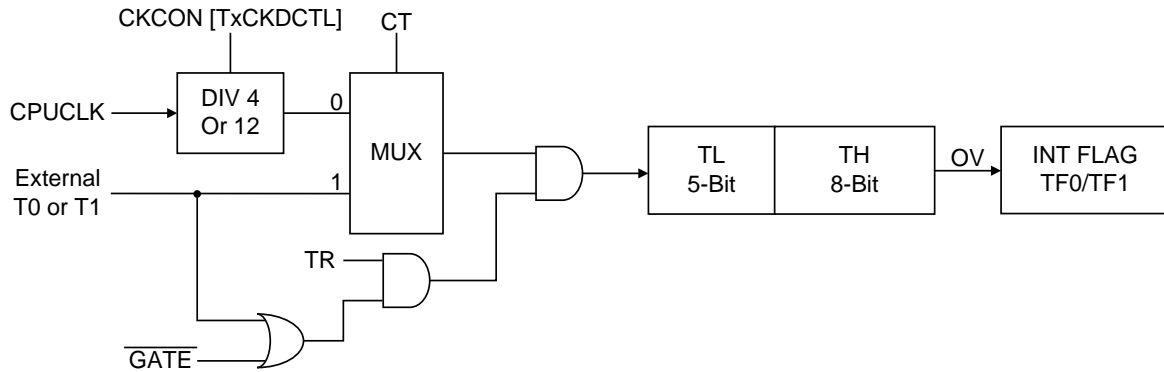 CKCON [TxCKDCTL]
CT
CPUCLK
DIV 4
Or 12
0
MUX
1
External
T0 or T1
TL
5-Bit
TH
8-Bit
OV
INT FLAG
TF0/TF1
TR
GATE